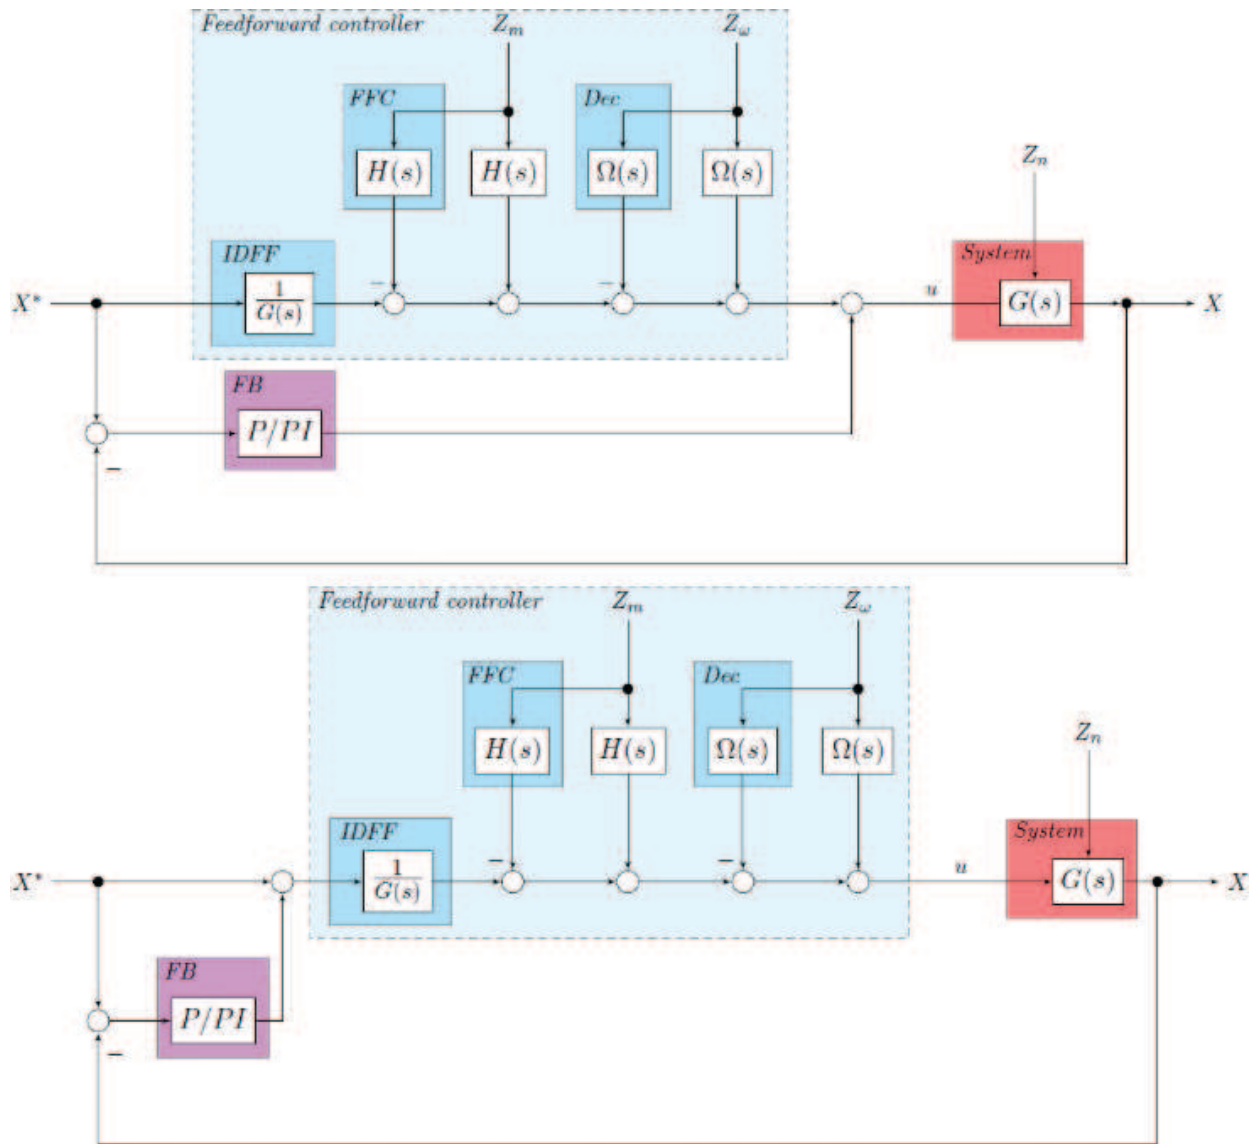 Feedforward controller
Z_m
Z_ω
FFC
Dec
H(s)
H(s)
Ω(s)
Ω(s)
Z_n
IDFF
System
X*
1/G(s)
−
−
u
G(s)
X
FB
P/PI
−
Feedforward controller
Z_m
Z_ω
FFC
Dec
H(s)
H(s)
Ω(s)
Ω(s)
Z_n
IDFF
System
X*
1/G(s)
−
−
u
G(s)
X
FB
P/PI
−